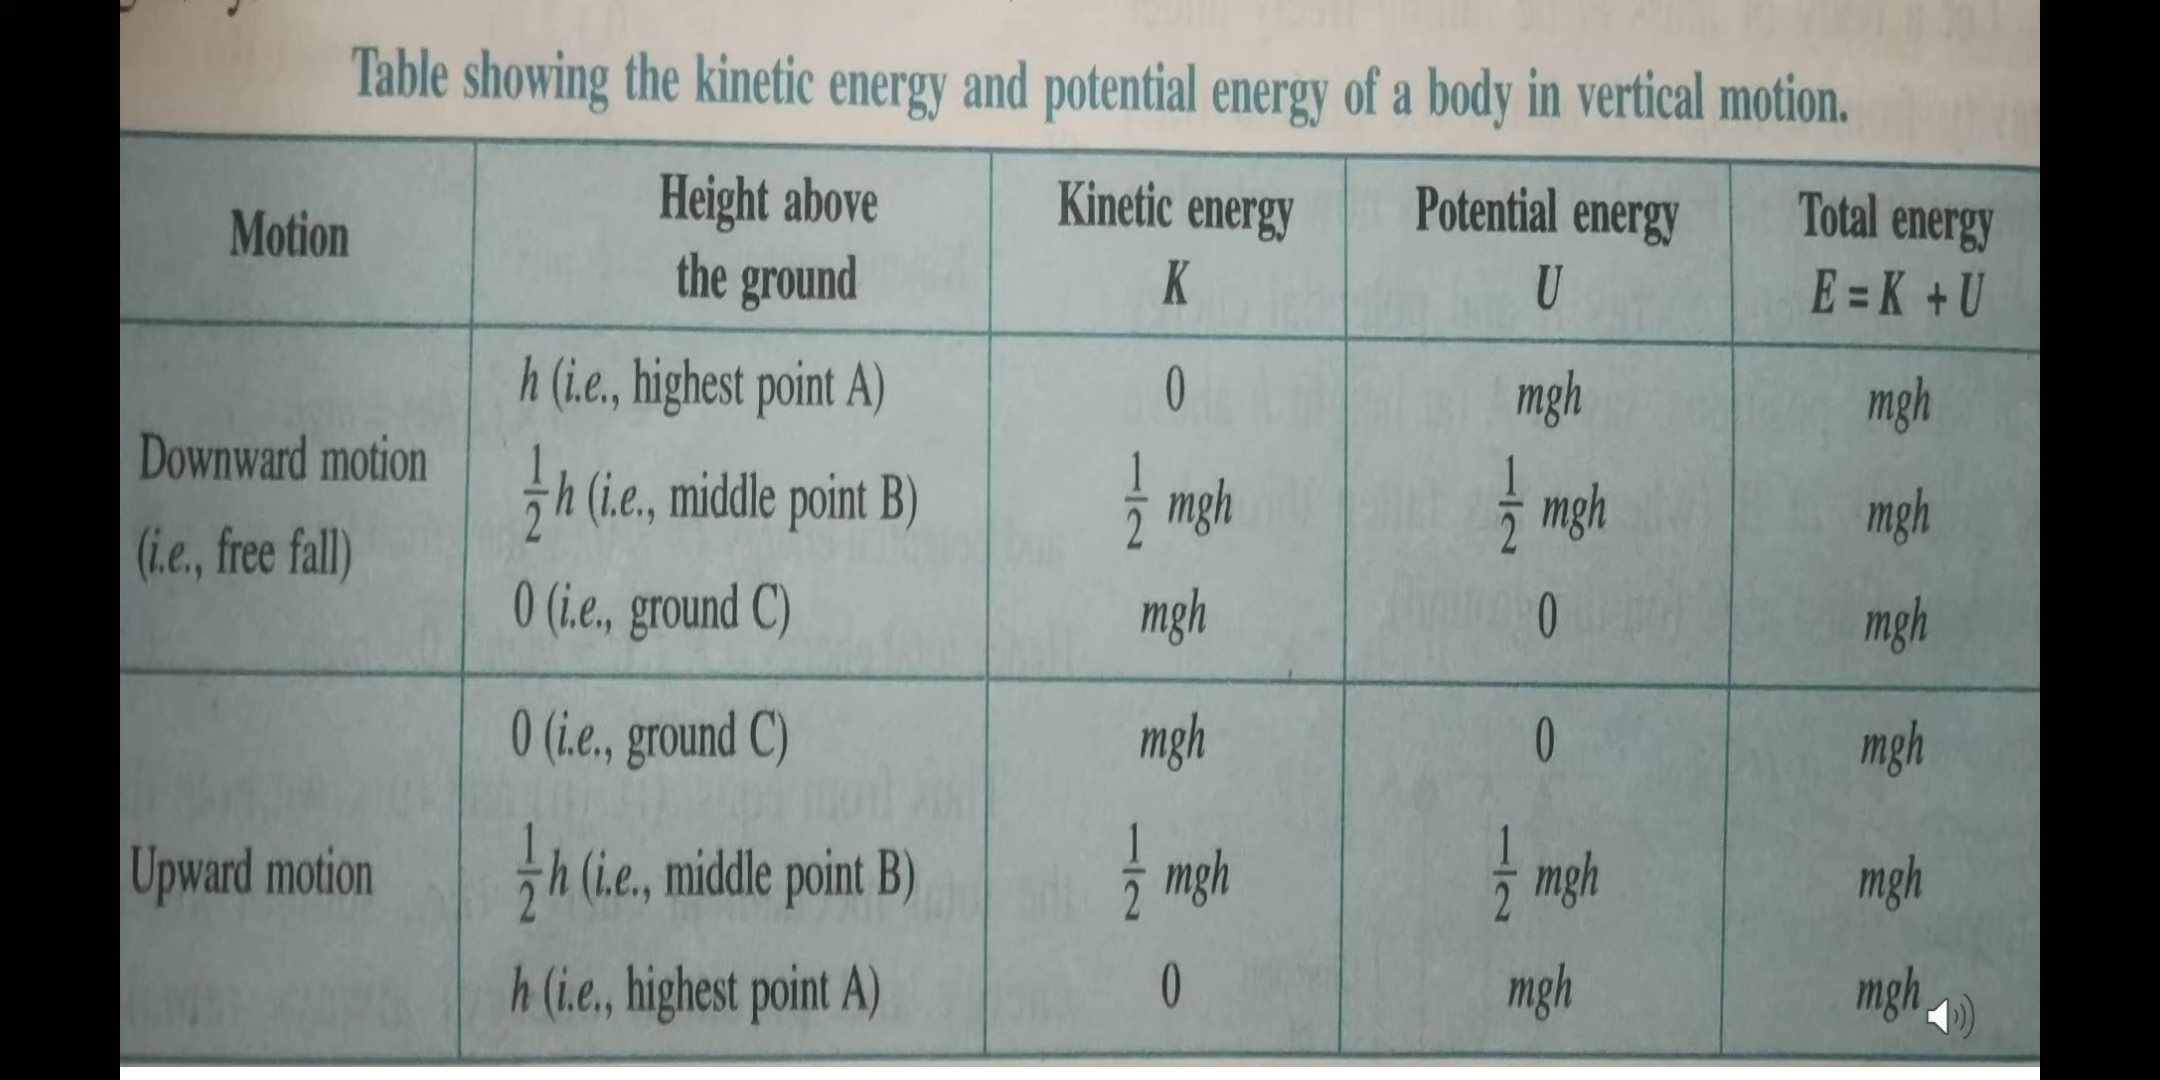 Table showing the kinetic energy and potential energy of a body in vertical motion.
Motion
Height above
the ground
Kinetic energy
K
Potential energy
U
Total energy
E = K + U
Downward motion
(i.e., free fall)
h (i.e., highest point A) 0 mgh mgh
1/2 h (i.e., middle point B) 1/2 mgh 1/2 mgh mgh
0 (i.e., ground C) mgh 0 mgh
Upward motion
0 (i.e., ground C) mgh 0 mgh
1/2 h (i.e., middle point B) 1/2 mgh 1/2 mgh mgh
h (i.e., highest point A) 0 mgh mgh